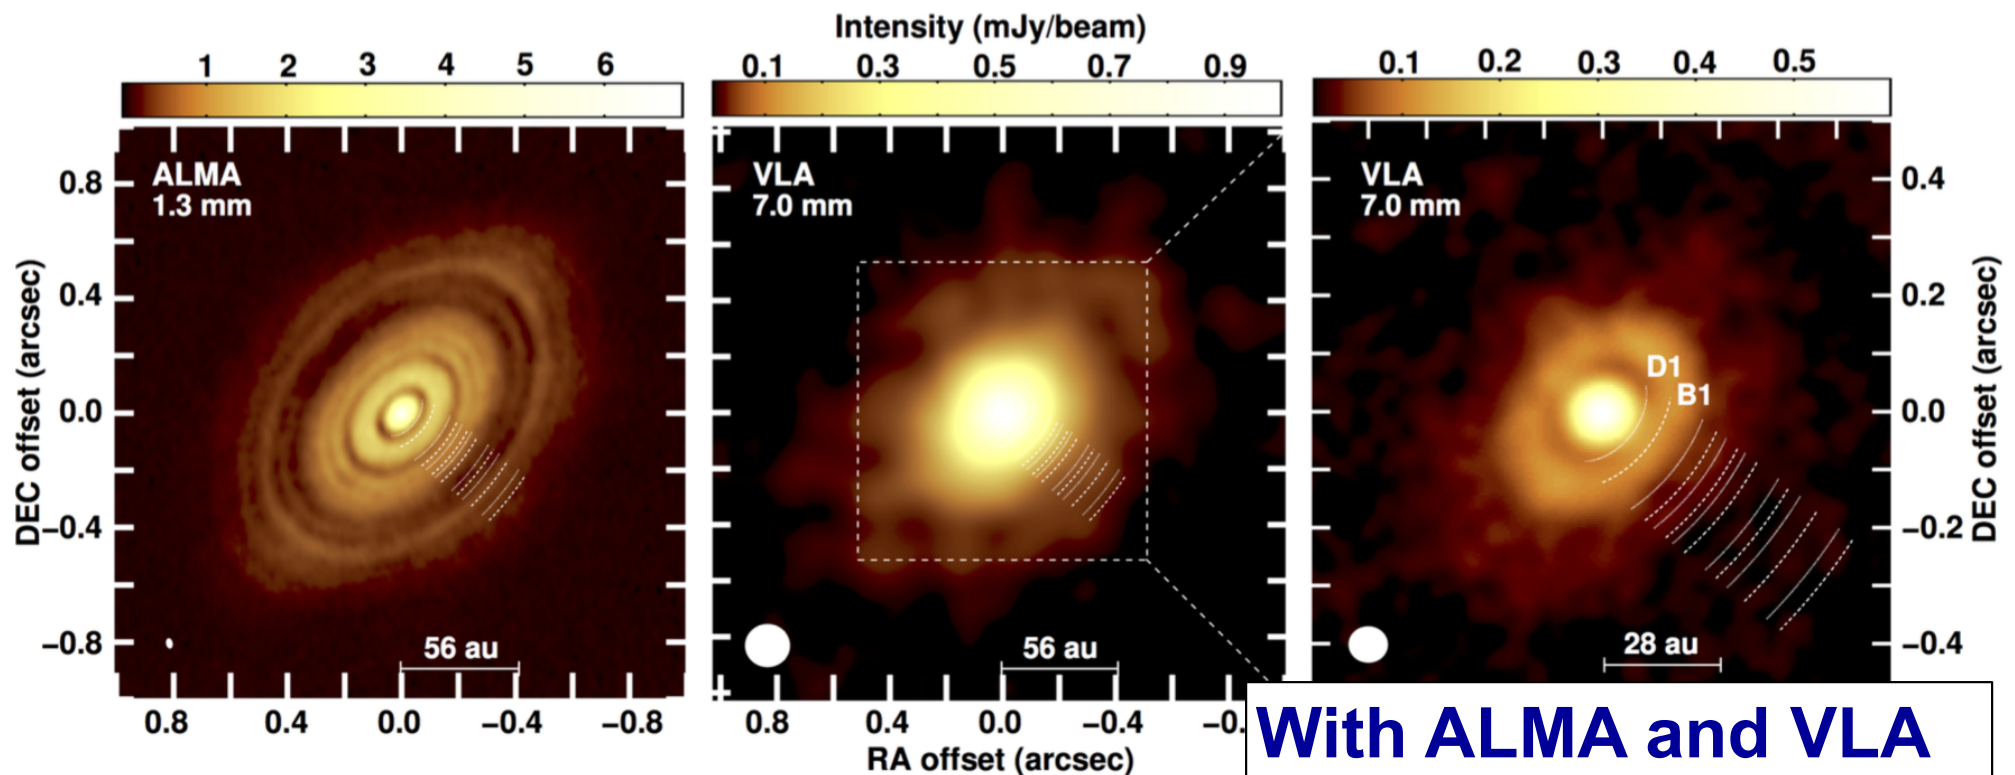 Intensity (mJy/beam)
1 2 3 4 5 6
0.1 0.3 0.5 0.7 0.9
0.1 0.2 0.3 0.4 0.5
ALMA
1.3 mm
VLA
7.0 mm
VLA
7.0 mm
DEC offset (arcsec)
0.8
0.4
0.0
−0.4
−0.8
D1
B1
0.4
0.2
0.0
−0.2
−0.4
DEC offset (arcsec)
56 au
56 au
28 au
0.8 0.4 0.0 −0.4 −0.8
0.8 0.4 0.0 −0.4
RA offset (arcsec)
With ALMA and VLA